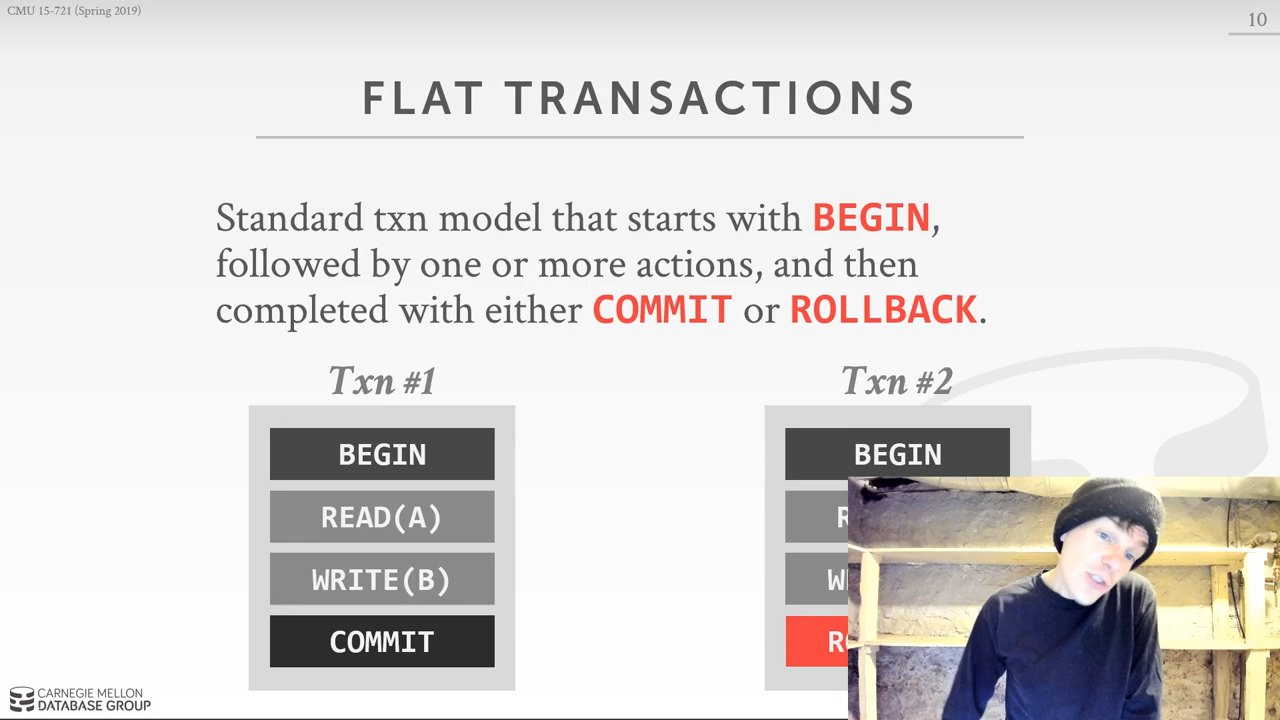 CMU 15-721 (Spring 2019)
10
FLAT TRANSACTIONS
Standard txn model that starts with BEGIN,
followed by one or more actions, and then
completed with either COMMIT or ROLLBACK.
Txn #1
BEGIN
READ(A)
WRITE(B)
COMMIT
Txn #2
BEGIN
CARNEGIE MELLON
DATABASE GROUP